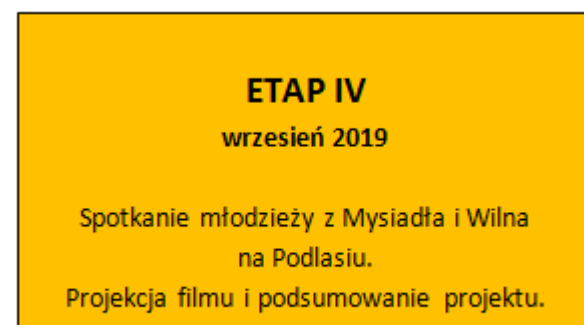 ETAP IV
wrzesień 2019
Spotkanie młodzieży z Mysiadła i Wilna
na Podlasiu.
Projekcja filmu i podsumowanie projektu.